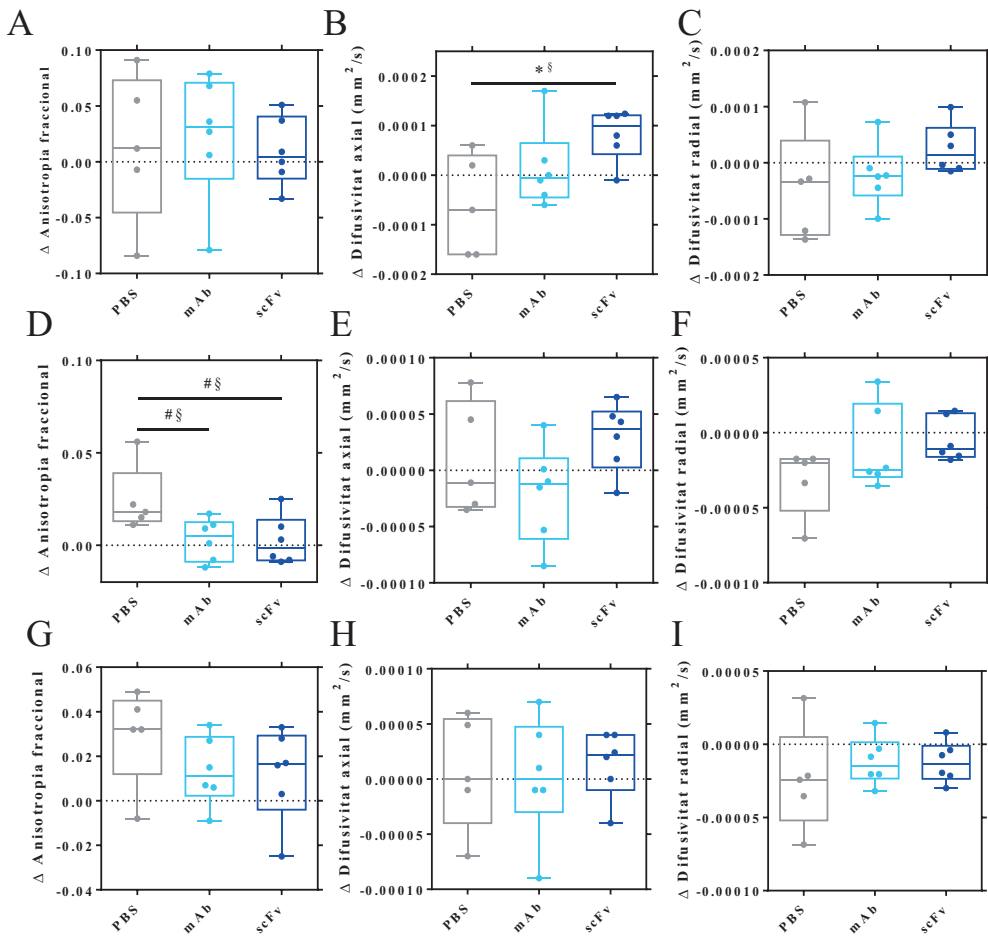 A
Δ Anisotropia fraccional
0.10
0.05
0.00
-0.05
-0.10
PBS
mAb
scFv
B
Δ Difusivitat axial (mm²/s)
0.0002
0.0001
0.0000
-0.0001
-0.0002
* §
PBS
mAb
scFv
C
Δ Difusivitat radial (mm²/s)
0.0002
0.0001
0.0000
-0.0001
-0.0002
PBS
mAb
scFv
D
Δ Anisotropia fraccional
0.10
0.05
0.00
#§
#§
PBS
mAb
scFv
E
Δ Difusivitat axial (mm²/s)
0.00010
0.00005
0.00000
-0.00005
-0.00010
PBS
mAb
scFv
F
Δ Difusivitat radial (mm²/s)
0.00005
0.00000
-0.00005
-0.00010
PBS
mAb
scFv
G
Δ Anisotropia fraccional
0.06
0.04
0.02
0.00
-0.02
-0.04
PBS
mAb
scFv
H
Δ Difusivitat axial (mm²/s)
0.00010
0.00005
0.00000
-0.00005
-0.00010
PBS
mAb
scFv
I
Δ Difusivitat radial (mm²/s)
0.00005
0.00000
-0.00005
-0.00010
PBS
mAb
scFv